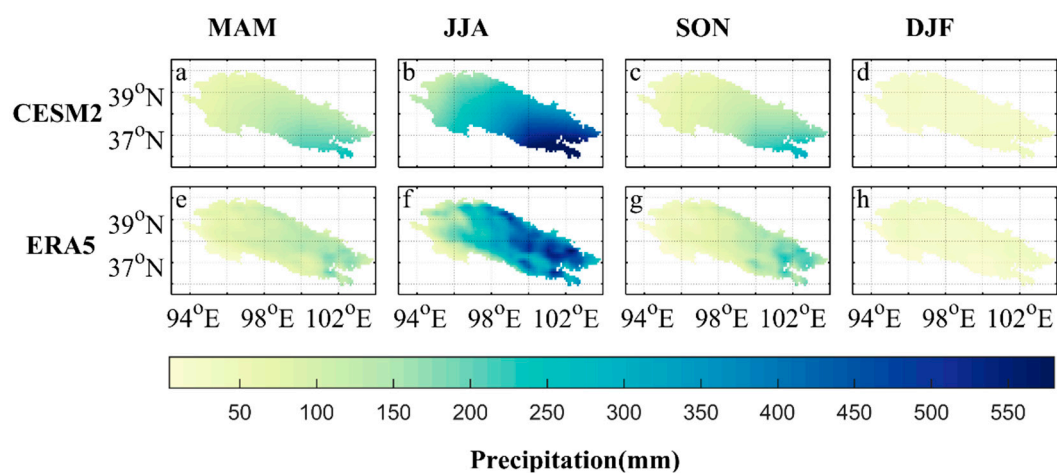 MAM JJA SON DJF
a b c d
CESM2
39°N
37°N
e f g h
ERA5
39°N
37°N
94°E 98°E 102°E 94°E 98°E 102°E 94°E 98°E 102°E 94°E 98°E 102°E
50 100 150 200 250 300 350 400 450 500 550
Precipitation(mm)